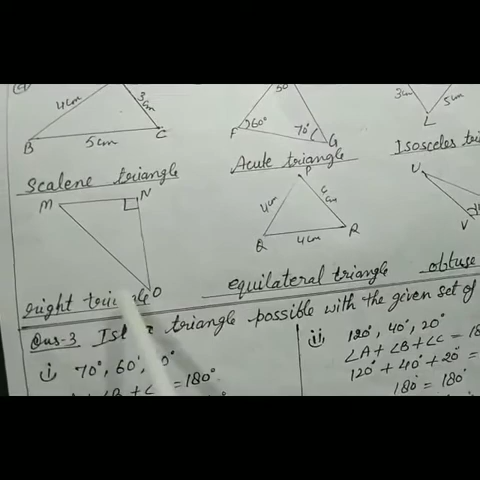 4cm 3cm 50 3cm 5cm
B 5cm C F 60° 70° G L
Scalene triangle Acute triangle Isosceles
M N P U
4cm cm V
Q 4cm R
O
right equilateral triangle obtuse
Qus-3 triangle possible with the given set of
i) 70°, 60°, ii) 120°, 40°, 20°
∠B + ∠C = 180° ∠A + ∠B + ∠C =
120° + 40° + 20° =
180° = 180°